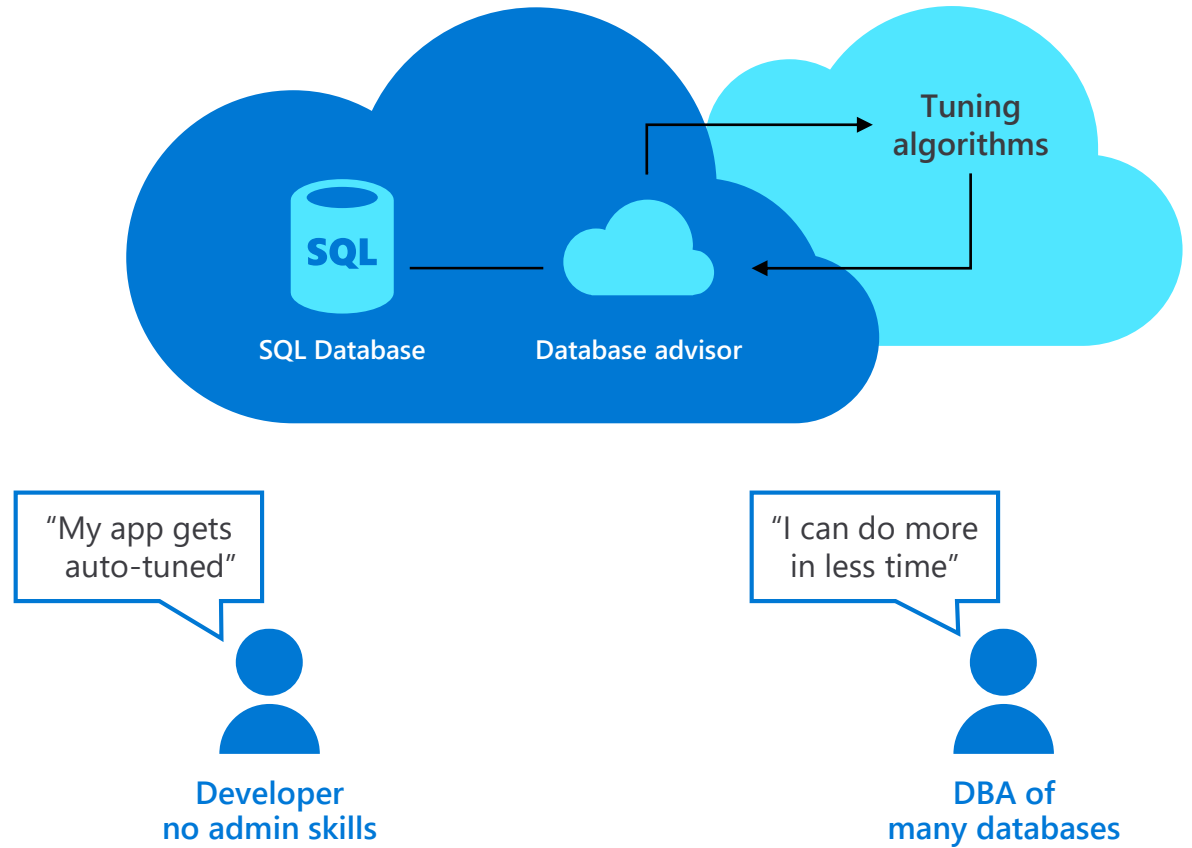 Tuning
algorithms
SQL
SQL Database
Database advisor
“My app gets
auto-tuned”
“I can do more
in less time”
Developer
no admin skills
DBA of
many databases